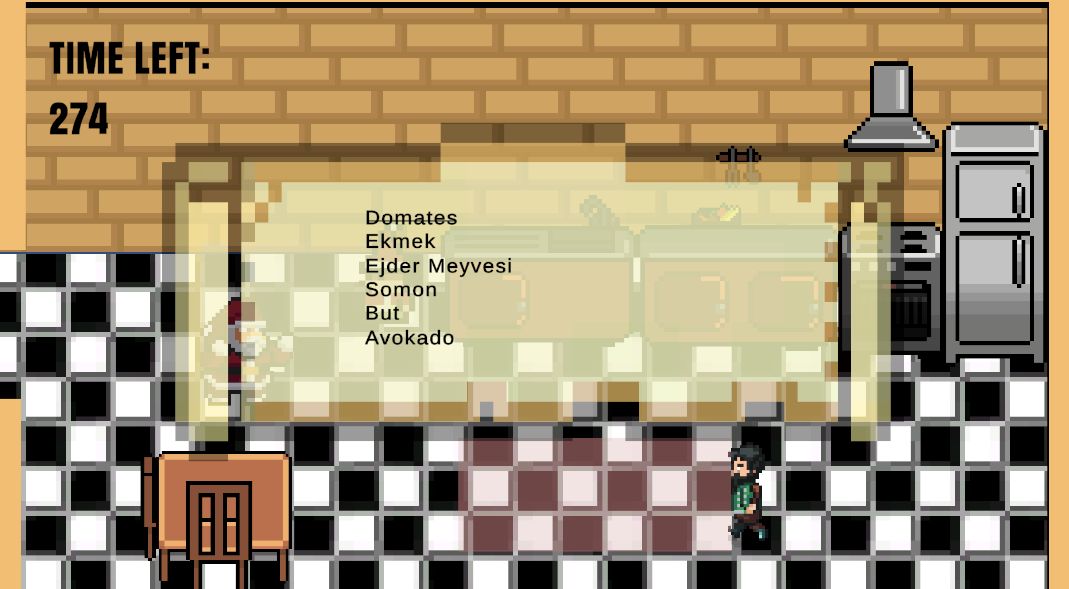 TIME LEFT:
274
Domates
Ekmek
Ejder Meyvesi
Somon
But
Avokado